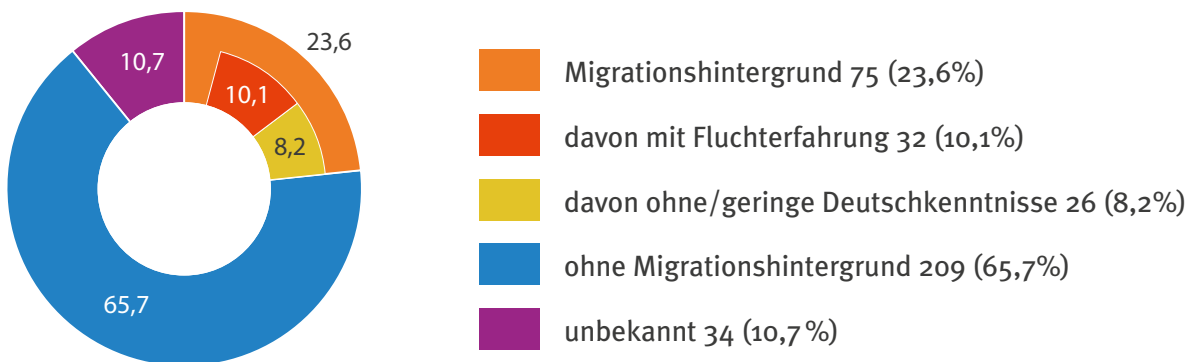 23,6
10,7
10,1
8,2
65,7
Migrationshintergrund 75 (23,6%)
davon mit Fluchterfahrung 32 (10,1%)
davon ohne/geringe Deutschkenntnisse 26 (8,2%)
ohne Migrationshintergrund 209 (65,7%)
unbekannt 34 (10,7%)